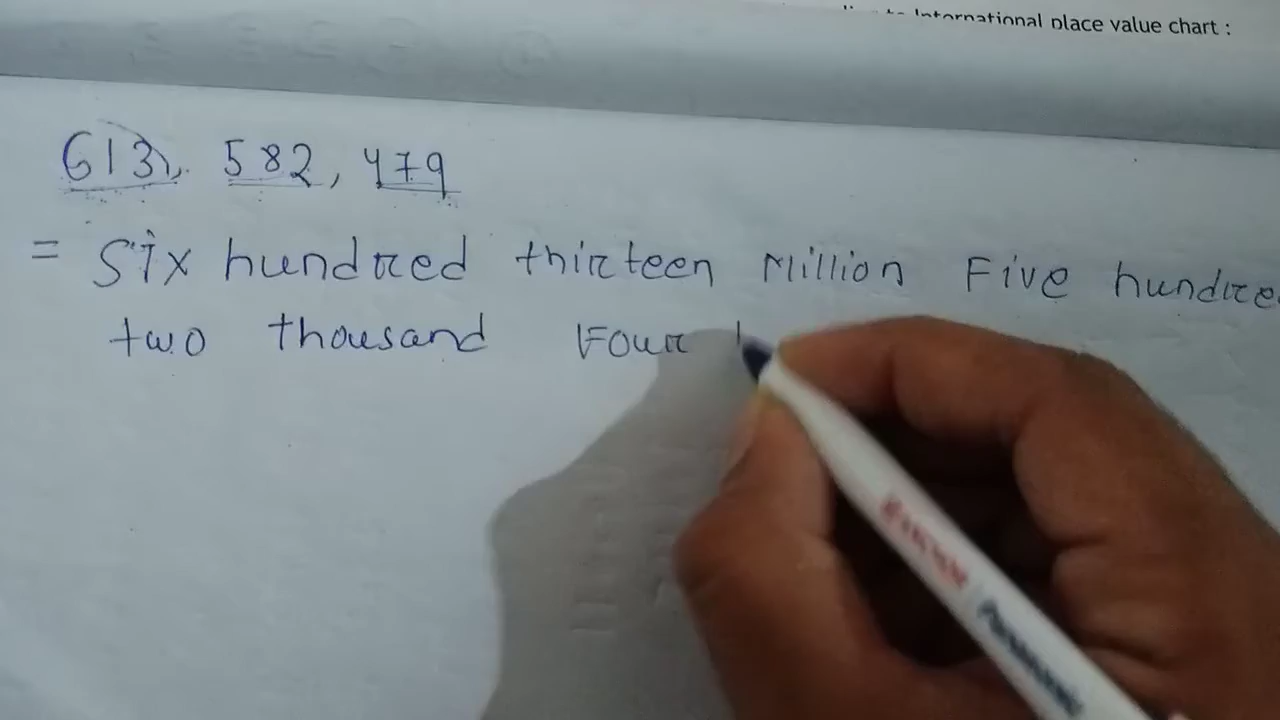 International place value chart :
613, 582, 479
= Six hundred thirteen Million Five hundre
two thousand Four